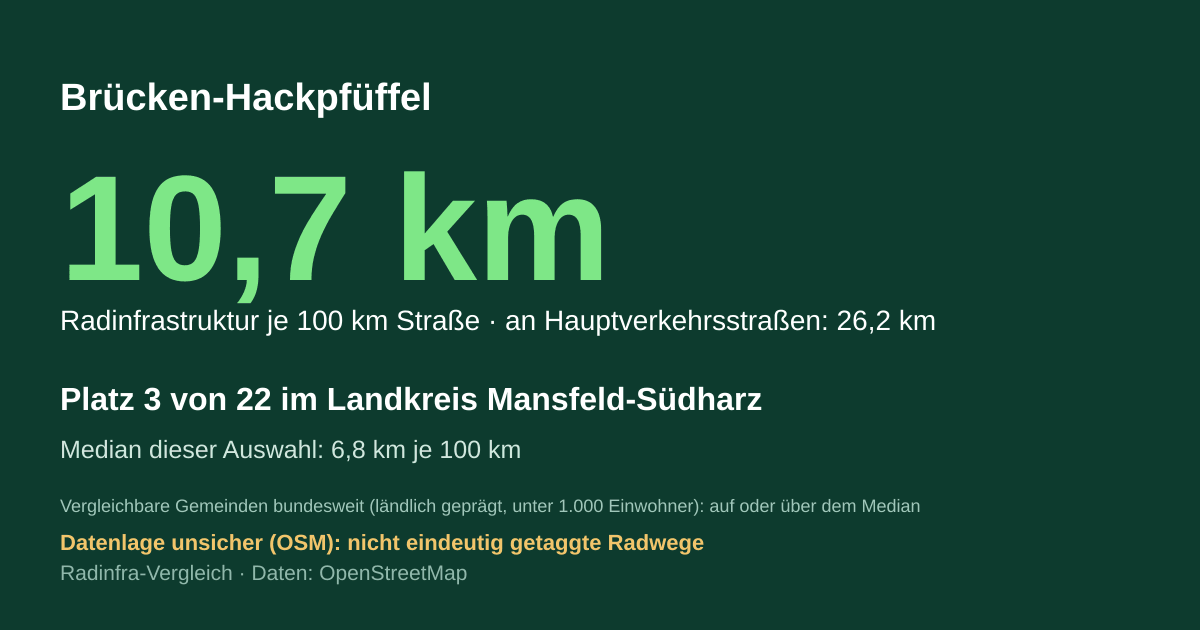 Brücken-Hackpfüffel
10,7 km
Radinfrastruktur je 100 km Straße · an Hauptverkehrsstraßen: 26,2 km
Platz 3 von 22 im Landkreis Mansfeld-Südharz
Median dieser Auswahl: 6,8 km je 100 km
Vergleichbare Gemeinden bundesweit (ländlich geprägt, unter 1.000 Einwohner): auf oder über dem Median
Datenlage unsicher (OSM): nicht eindeutig getaggte Radwege
Radinfra-Vergleich · Daten: OpenStreetMap